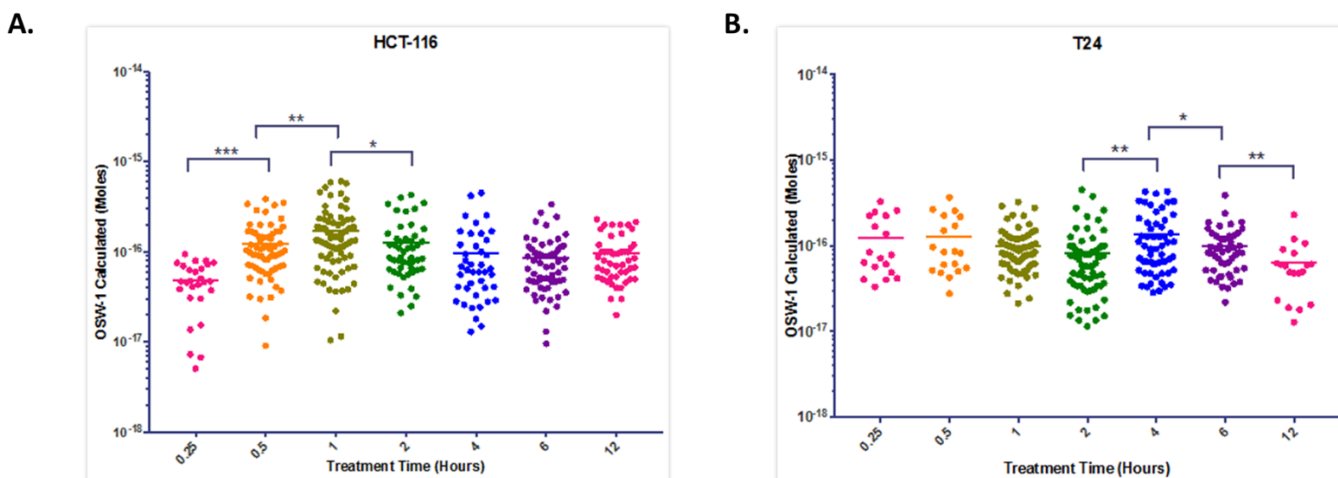 A.
HCT-116
OSW-1 Calculated (Moles)
10⁻¹⁴
10⁻¹⁵
10⁻¹⁶
10⁻¹⁷
10⁻¹⁸
***
**
*
0.25 0.5 1 2 4 6 12
Treatment Time (Hours)
B.
T24
OSW-1 Calculated (Moles)
10⁻¹⁴
10⁻¹⁵
10⁻¹⁶
10⁻¹⁷
10⁻¹⁸
**
*
**
0.25 0.5 1 2 4 6 12
Treatment Time (Hours)